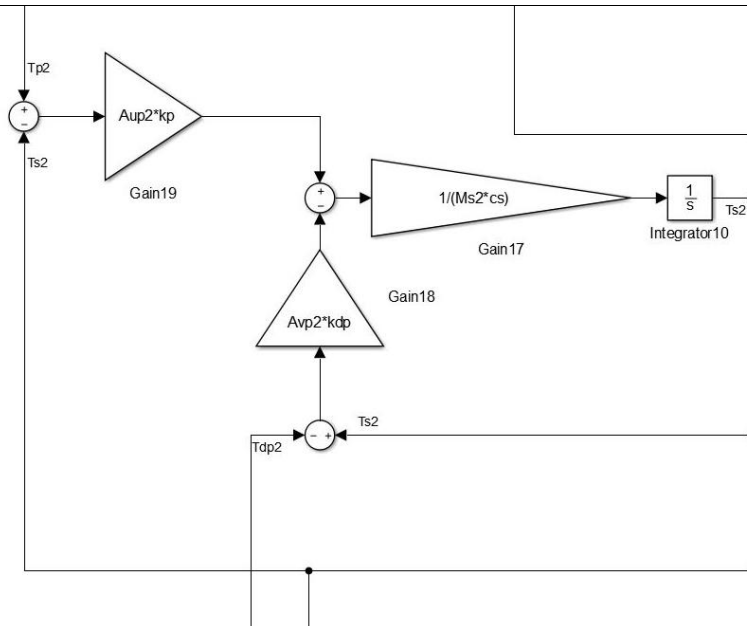 Tp2
+
−
Aup2*kp
Ts2
Gain19
+
−
1/(Ms2*cs)
1
s
Ts2
Integrator10
Gain17
Gain18
Avp2*kdp
Ts2
− +
Tdp2